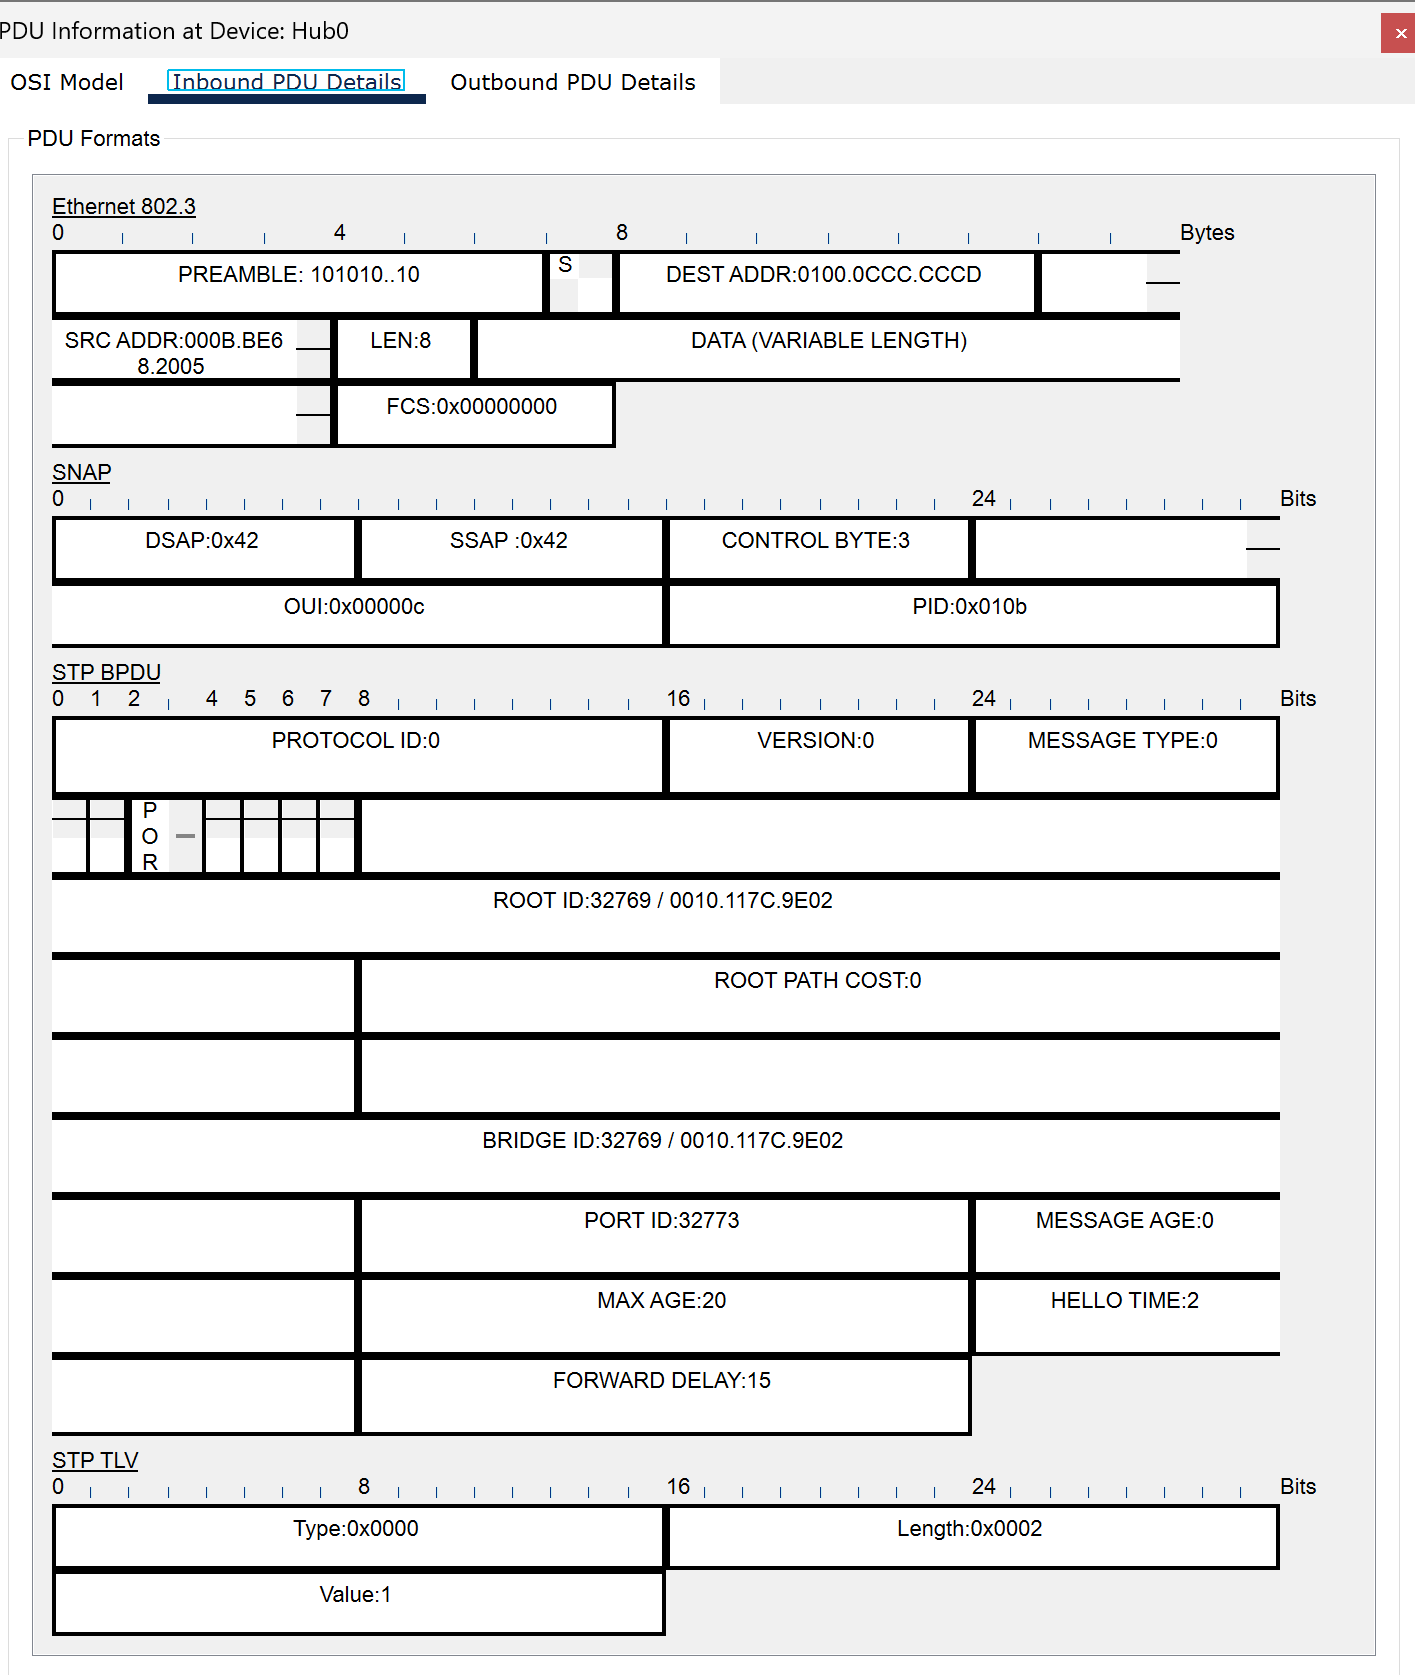 PDU Information at Device: Hub0
×
OSI Model Inbound PDU Details Outbound PDU Details
PDU Formats
Ethernet 802.3
0 4 8 Bytes
PREAMBLE: 101010..10 S DEST ADDR:0100.0CCC.CCCD
SRC ADDR:000B.BE6 LEN:8 DATA (VARIABLE LENGTH)
8.2005
FCS:0x00000000
SNAP
0 24 Bits
DSAP:0x42 SSAP :0x42 CONTROL BYTE:3
OUI:0x00000c PID:0x010b
STP BPDU
0 1 2 4 5 6 7 8 16 24 Bits
PROTOCOL ID:0 VERSION:0 MESSAGE TYPE:0
P
O
R
ROOT ID:32769 / 0010.117C.9E02
ROOT PATH COST:0
BRIDGE ID:32769 / 0010.117C.9E02
PORT ID:32773 MESSAGE AGE:0
MAX AGE:20 HELLO TIME:2
FORWARD DELAY:15
STP TLV
0 8 16 24 Bits
Type:0x0000 Length:0x0002
Value:1